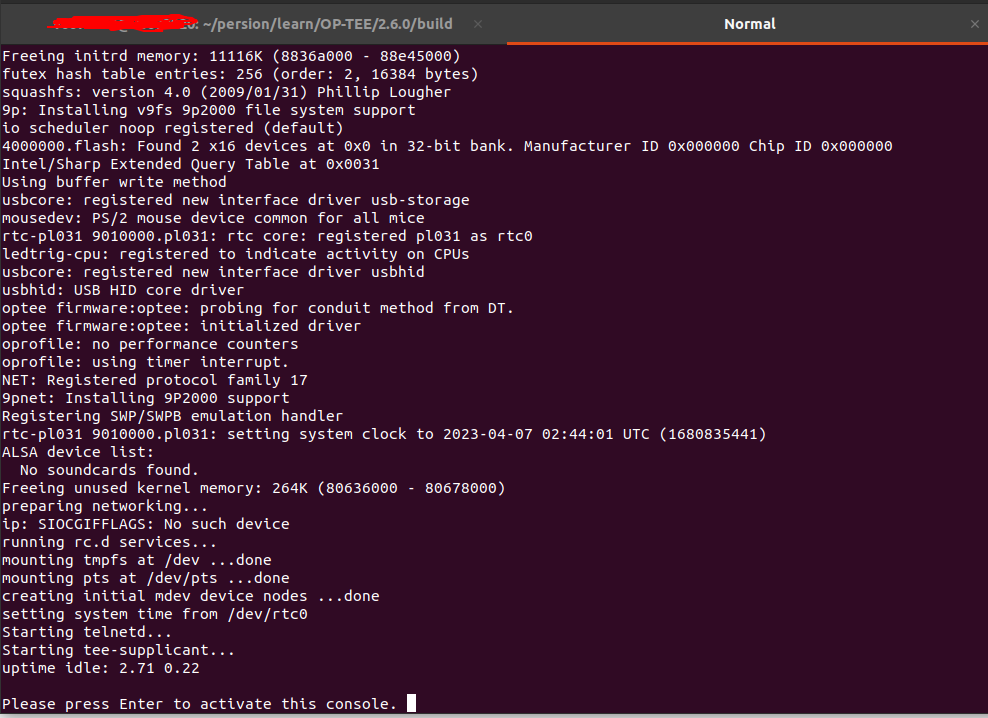 : ~/persion/learn/OP-TEE/2.6.0/build
Normal
Freeing initrd memory: 11116K (8836a000 - 88e45000)
futex hash table entries: 256 (order: 2, 16384 bytes)
squashfs: version 4.0 (2009/01/31) Phillip Lougher
9p: Installing v9fs 9p2000 file system support
io scheduler noop registered (default)
4000000.flash: Found 2 x16 devices at 0x0 in 32-bit bank. Manufacturer ID 0x000000 Chip ID 0x000000
Intel/Sharp Extended Query Table at 0x0031
Using buffer write method
usbcore: registered new interface driver usb-storage
mousedev: PS/2 mouse device common for all mice
rtc-pl031 9010000.pl031: rtc core: registered pl031 as rtc0
ledtrig-cpu: registered to indicate activity on CPUs
usbcore: registered new interface driver usbhid
usbhid: USB HID core driver
optee firmware:optee: probing for conduit method from DT.
optee firmware:optee: initialized driver
oprofile: no performance counters
oprofile: using timer interrupt.
NET: Registered protocol family 17
9pnet: Installing 9P2000 support
Registering SWP/SWPB emulation handler
rtc-pl031 9010000.pl031: setting system clock to 2023-04-07 02:44:01 UTC (1680835441)
ALSA device list:
  No soundcards found.
Freeing unused kernel memory: 264K (80636000 - 80678000)
preparing networking...
ip: SIOCGIFFLAGS: No such device
running rc.d services...
mounting tmpfs at /dev ...done
mounting pts at /dev/pts ...done
creating initial mdev device nodes ...done
setting system time from /dev/rtc0
Starting telnetd...
Starting tee-supplicant...
uptime idle: 2.71 0.22
Please press Enter to activate this console.